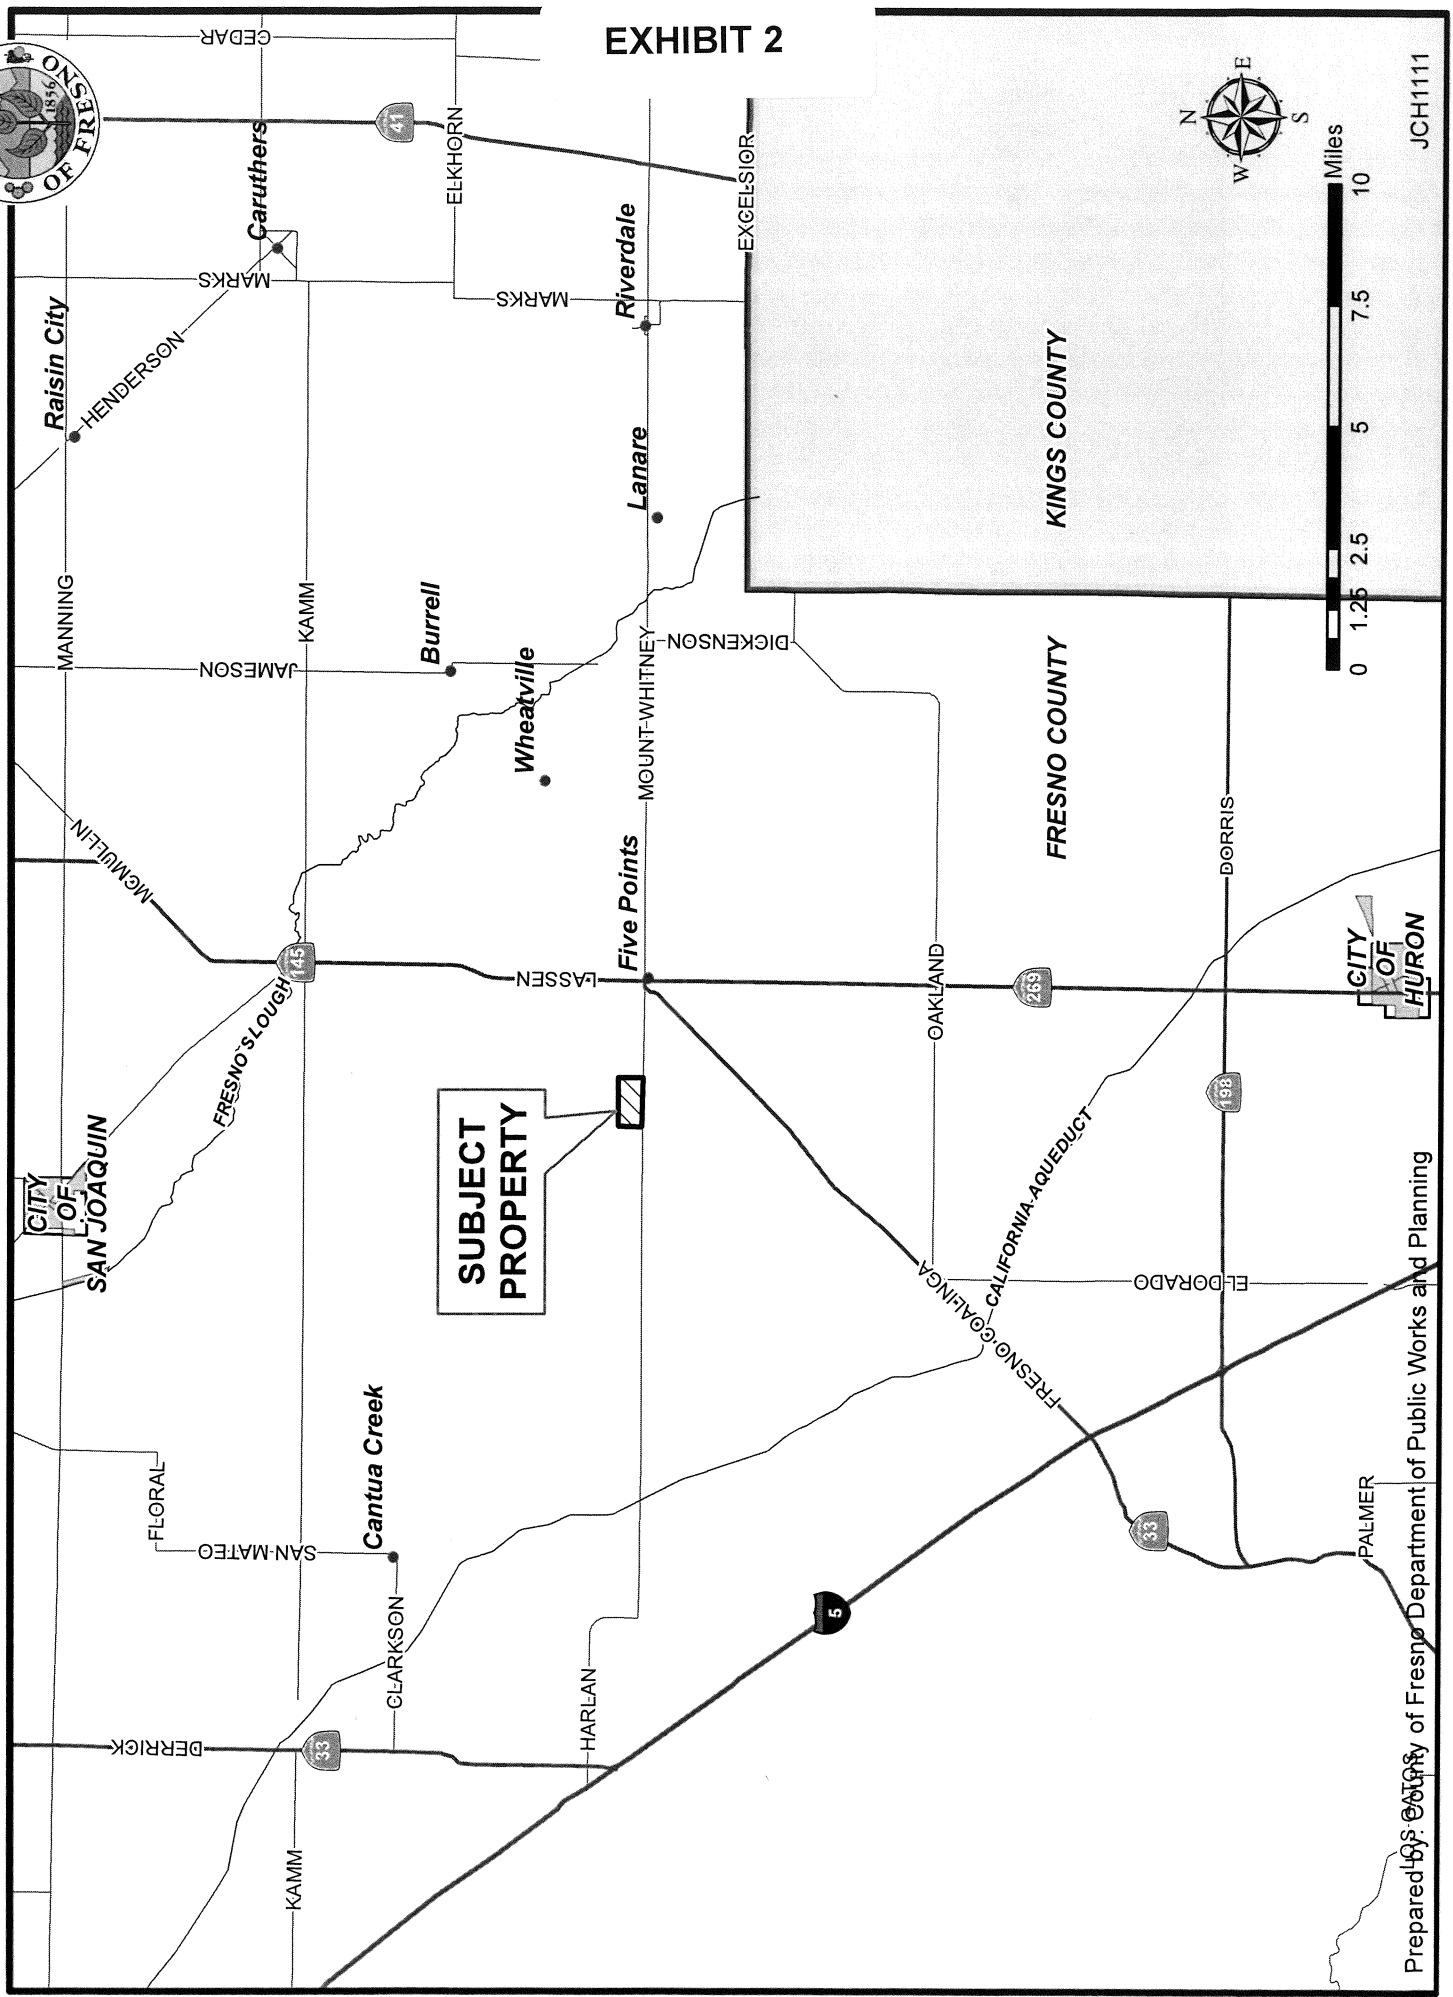 EXHIBIT 2
OF FRESNO
1856
CEDAR
41
Caruthers
ELKHORN
EXCELSIOR
MARKS
MARKS
Riverdale
Raisin City
HENDERSON
Lanare
MANNING
KAMM
JAMESON
Burrell
Wheatville
MOUNT WHITNEY
DICKENSON
KINGS COUNTY
FRESNO COUNTY
MCMULLIN
145
LASSEN
Five Points
FRESNO SLOUGH
OAKLAND
269
DORRIS
198
CITY
OF
HURON
CITY
OF
SAN JOAQUIN
SUBJECT
PROPERTY
CALIFORNIA AQUEDUCT
EL DORADO
FRESNO-COALINGA
FLORAL
SAN MATEO
Cantua Creek
CLARKSON
HARLAN
DERRICK
33
KAMM
5
33
PALMER
LOS GATOS
N
E
S
W
0 1.25 2.5 5 7.5 10
Miles
JCH1111
Prepared by: County of Fresno Department of Public Works and Planning